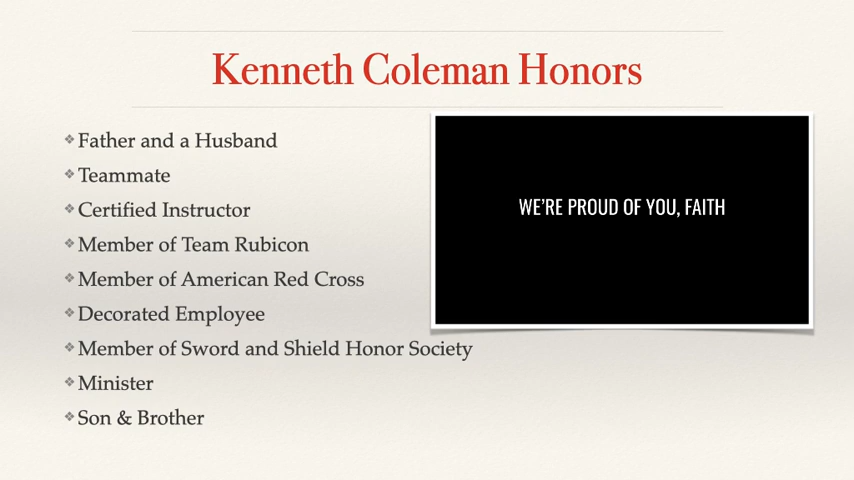 Kenneth Coleman Honors
Father and a Husband
Teammate
Certified Instructor
Member of Team Rubicon
Member of American Red Cross
Decorated Employee
Member of Sword and Shield Honor Society
Minister
Son & Brother
WE'RE PROUD OF YOU, FAITH